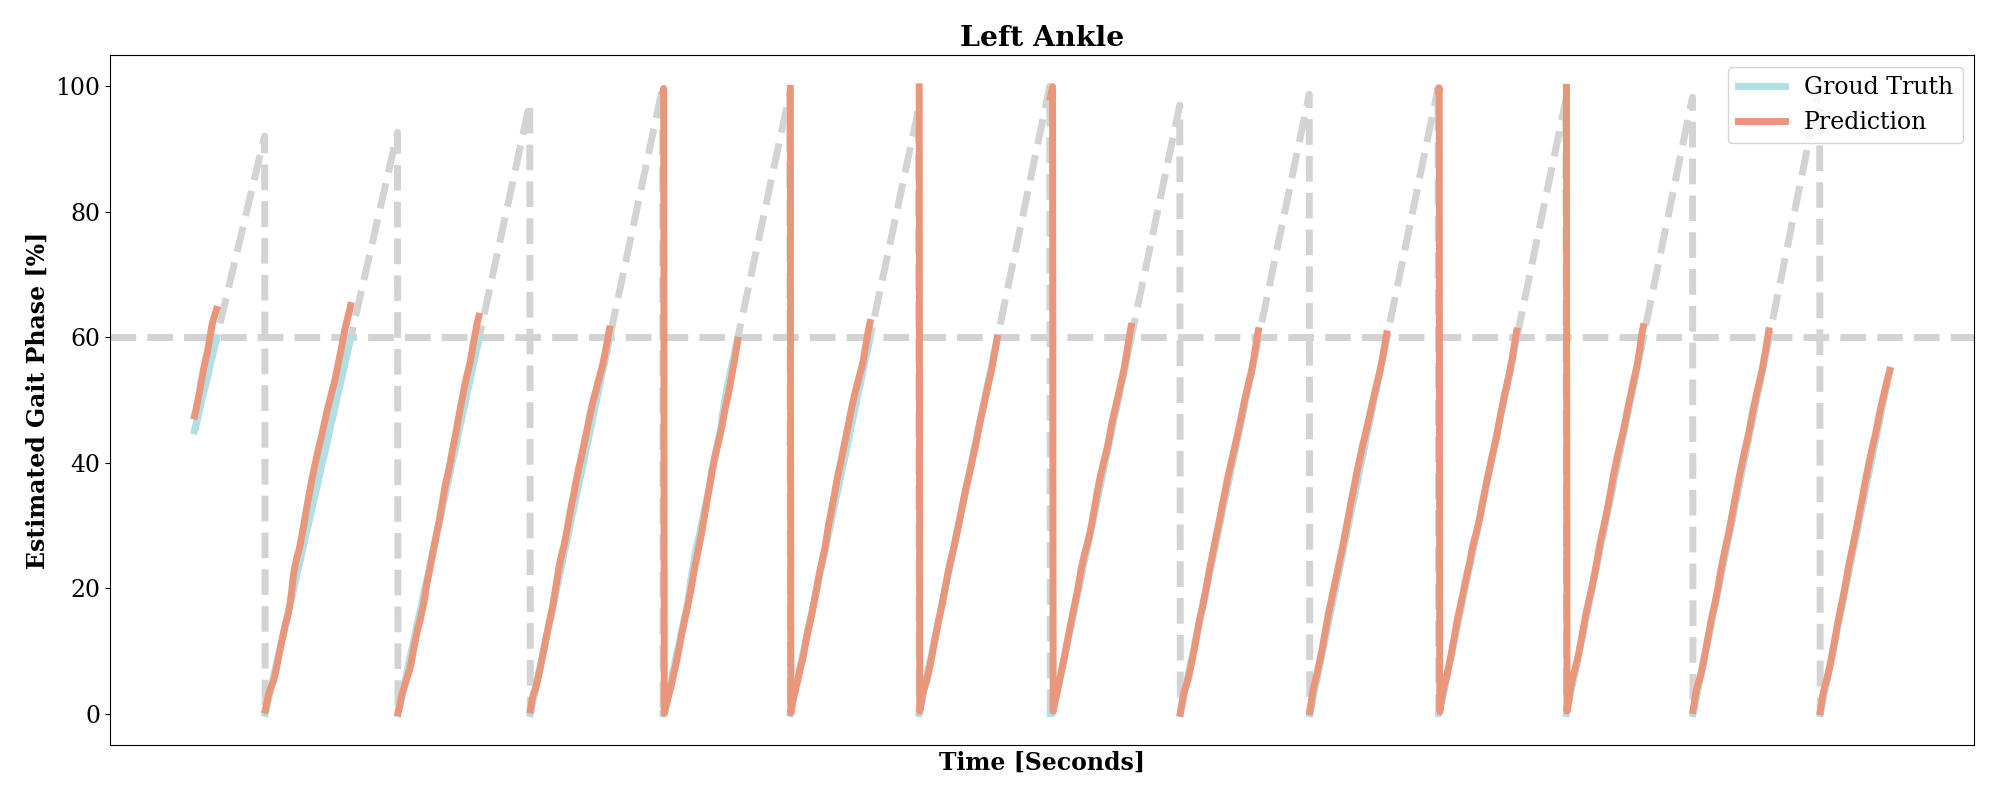 Left Ankle
Groud Truth
Prediction
Estimated Gait Phase [%]
100
80
60
40
20
0
Time [Seconds]